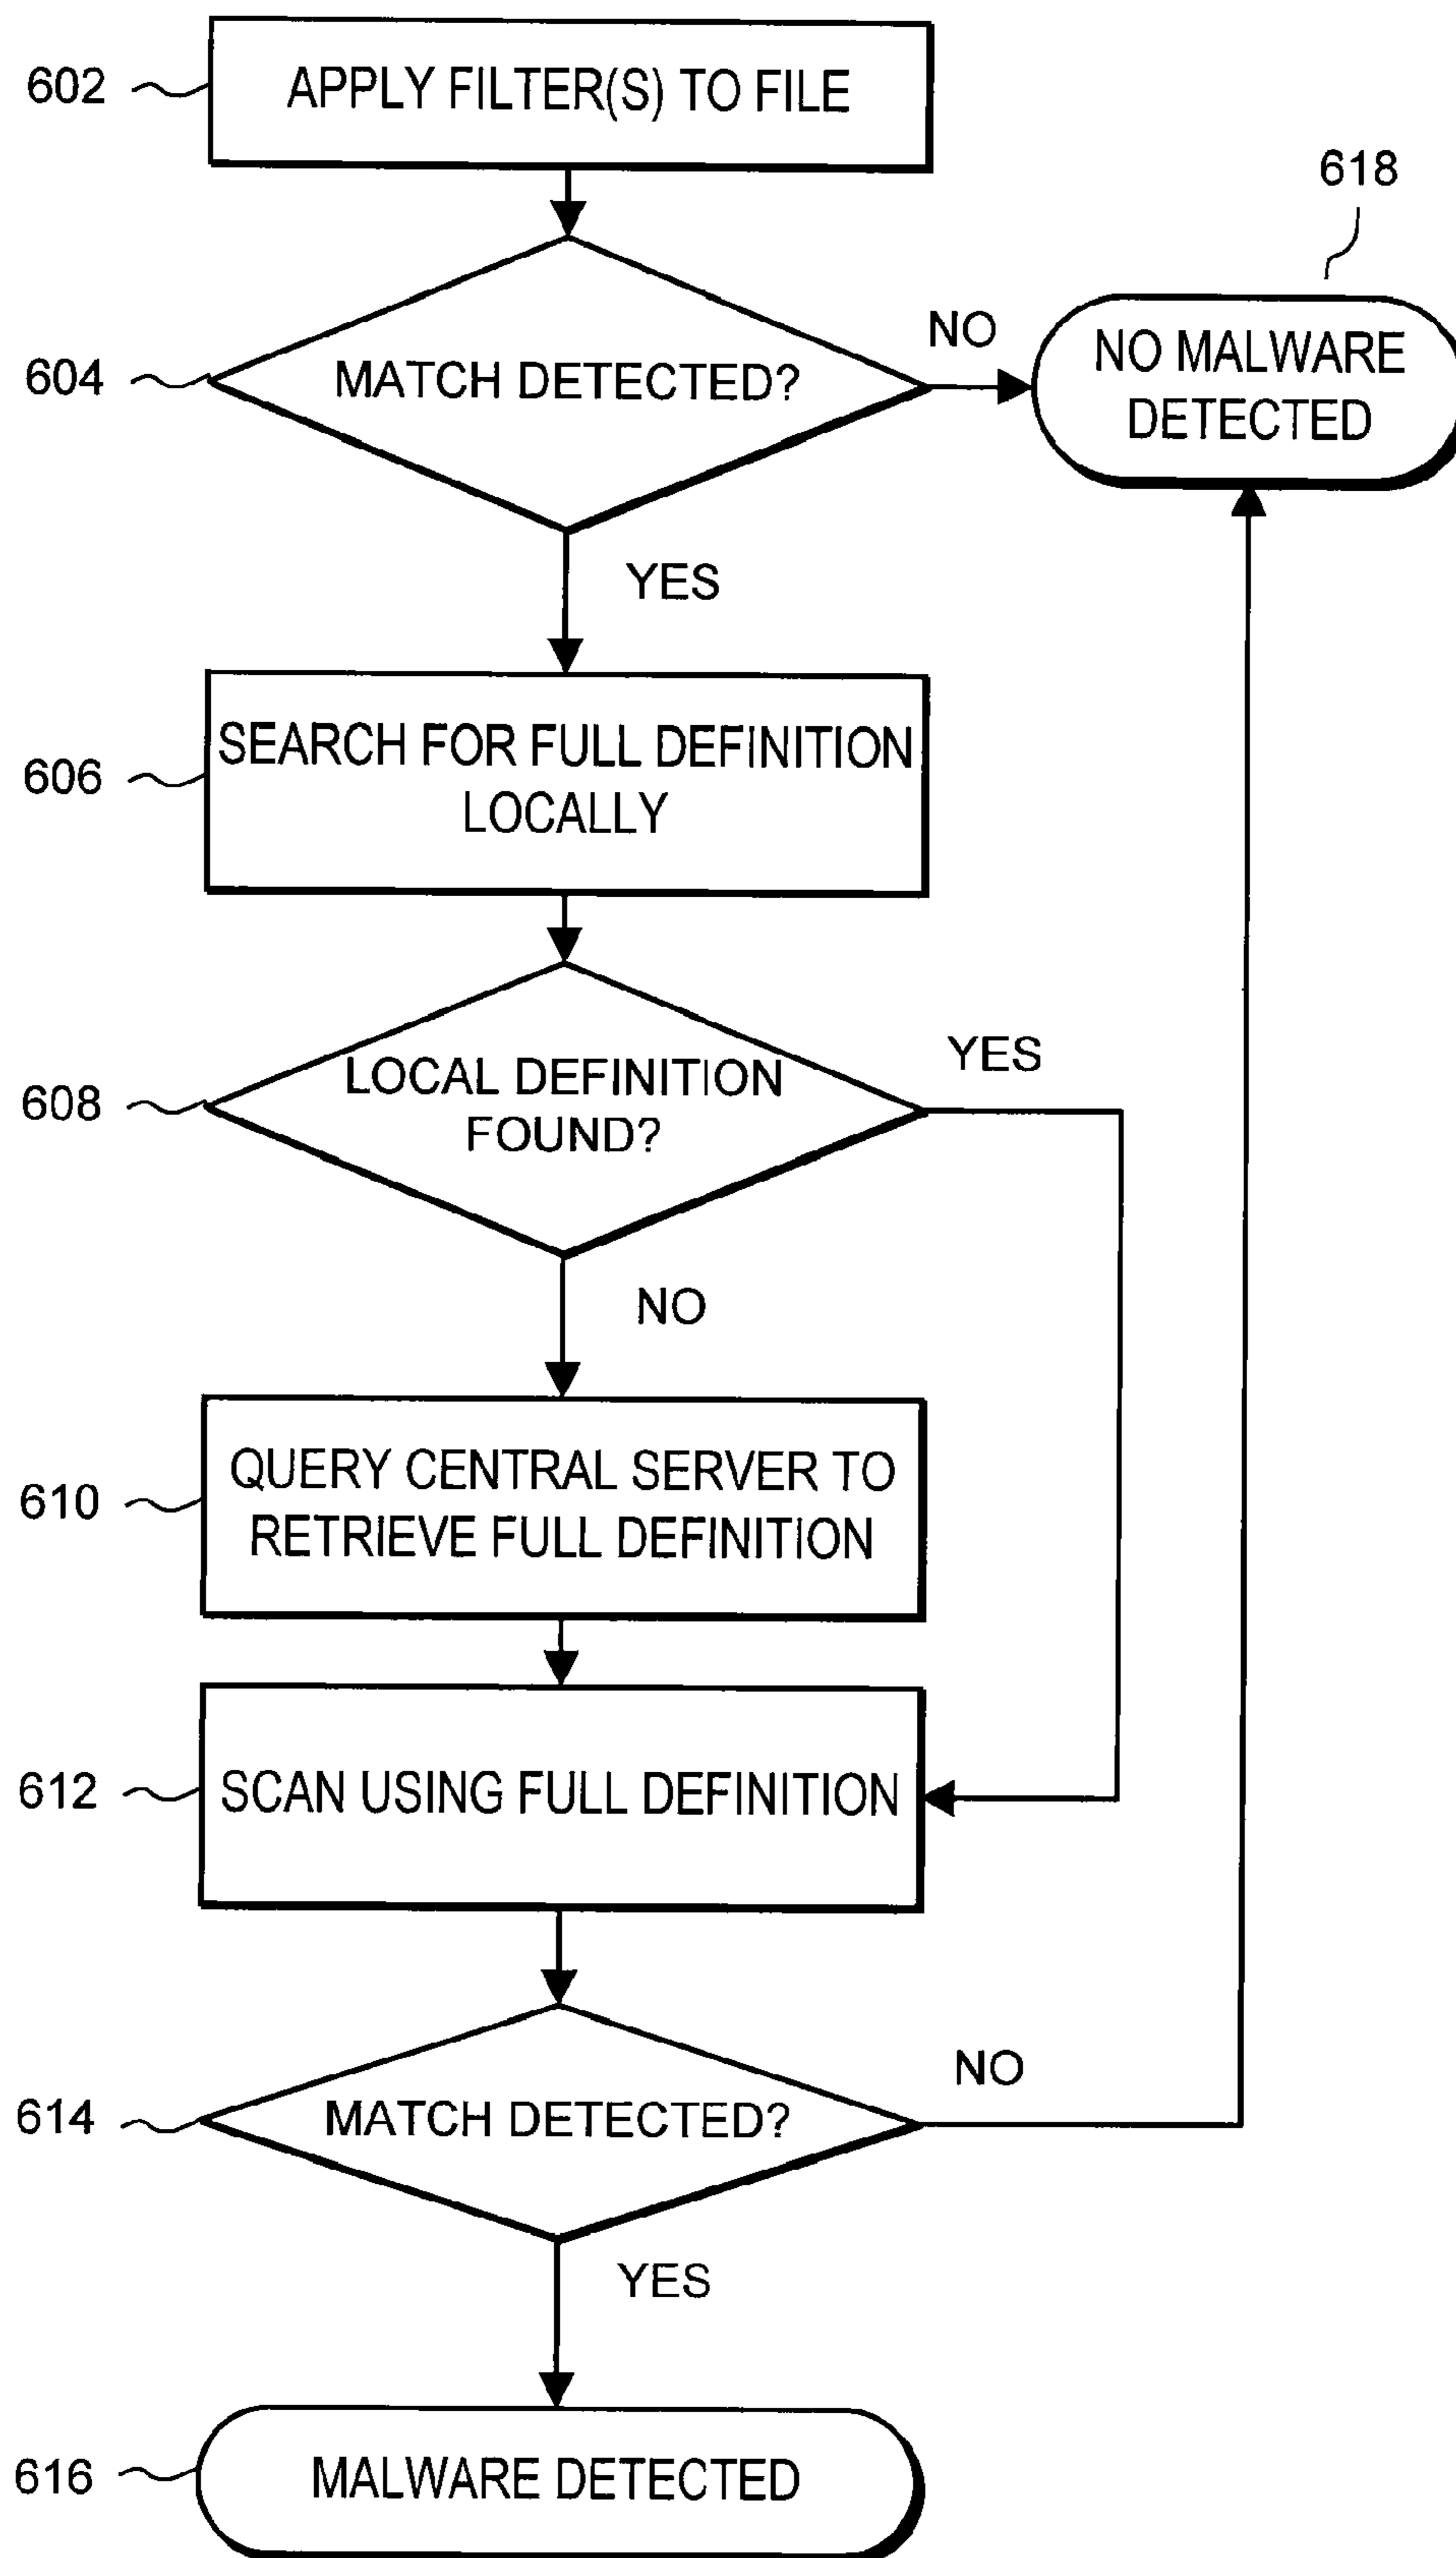 602
APPLY FILTER(S) TO FILE
618
604
MATCH DETECTED?
NO
NO MALWARE
DETECTED
YES
606
SEARCH FOR FULL DEFINITION
LOCALLY
608
LOCAL DEFINITION
FOUND?
YES
NO
610
QUERY CENTRAL SERVER TO
RETRIEVE FULL DEFINITION
612
SCAN USING FULL DEFINITION
614
MATCH DETECTED?
NO
YES
616
MALWARE DETECTED